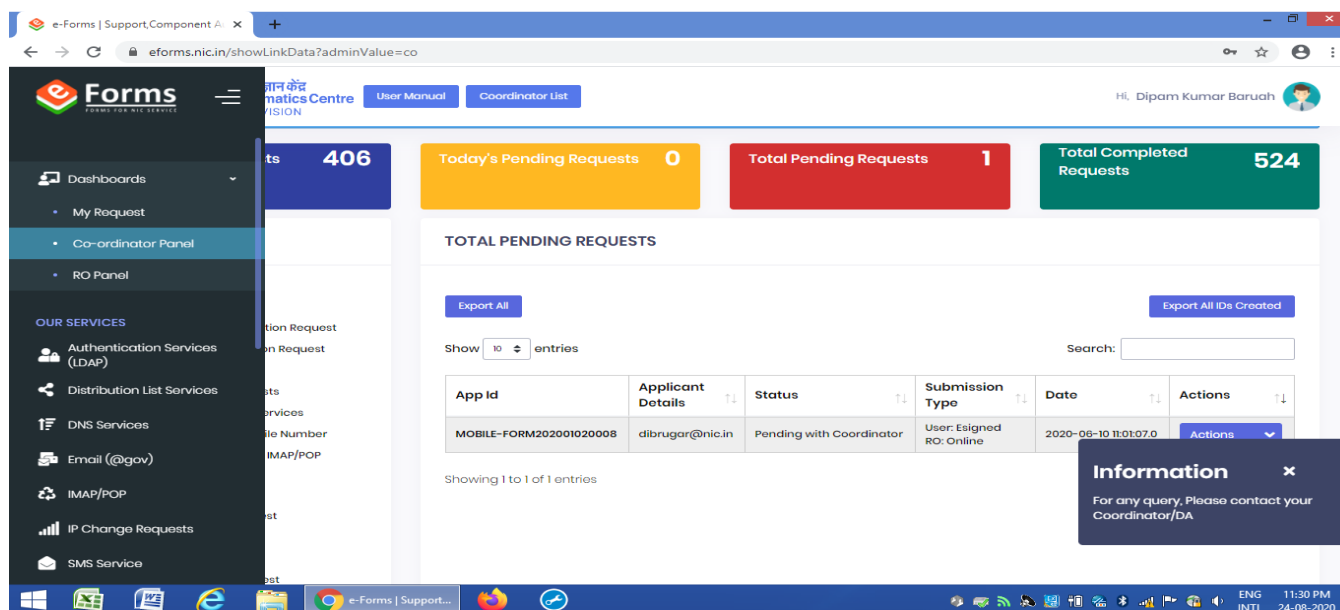 e-Forms | Support,Component A
eforms.nic.in/showLinkData?adminValue=co
Forms
FORMS FOR NIC SERVICE
ज्ञान केंद्र
matics Centre
VISION
User Manual
Coordinator List
Hi, Dipam Kumar Baruah
Dashboards
My Request
Co-ordinator Panel
RO Panel
OUR SERVICES
Authentication Services
(LDAP)
Distribution List Services
DNS Services
Email (@gov)
IMAP/POP
IP Change Requests
SMS Service
ts 406
Today's Pending Requests 0
Total Pending Requests 1
Total Completed
Requests
524
tion Request
on Request
sts
ervices
ile Number
IMAP/POP
est
est
TOTAL PENDING REQUESTS
Export All
Export All IDs Created
Show 10 entries
Search:
App Id
Applicant
Details
Status
Submission
Type
Date
Actions
MOBILE-FORM202001020008
dibrugar@nic.in
Pending with Coordinator
User: Esigned
RO: Online
2020-06-10 11:01:07.0
Actions
Showing 1 to 1 of 1 entries
Information
For any query, Please contact your
Coordinator/DA
e-Forms | Support...
ENG
INTL
11:30 PM